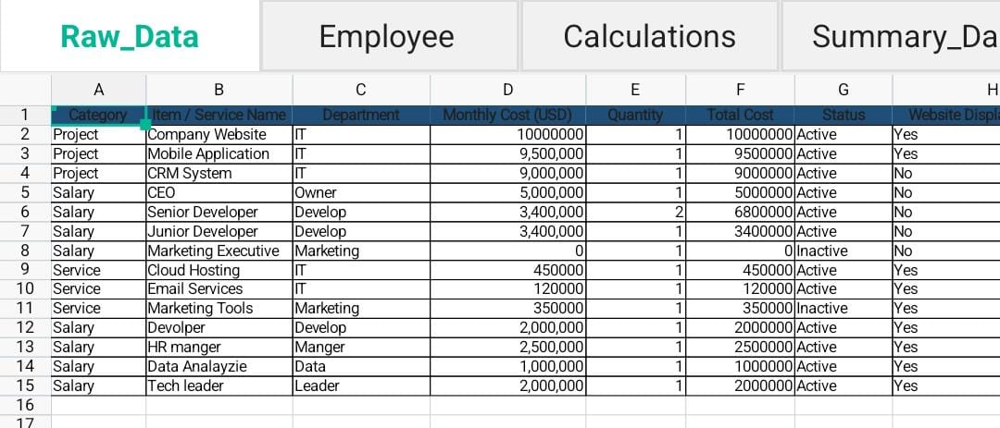 Raw_Data Employee Calculations Summary_Da
A B C D E F G H
1 Category Item / Service Name Department Monthly Cost (USD) Quantity Total Cost Status Website Displ
2 Project Company Website IT 10000000 1 10000000 Active Yes
3 Project Mobile Application IT 9,500,000 1 9500000 Active Yes
4 Project CRM System IT 9,000,000 1 9000000 Active No
5 Salary CEO Owner 5,000,000 1 5000000 Active No
6 Salary Senior Developer Develop 3,400,000 2 6800000 Active No
7 Salary Junior Developer Develop 3,400,000 1 3400000 Active No
8 Salary Marketing Executive Marketing 0 1 0 Inactive No
9 Service Cloud Hosting IT 450000 1 450000 Active Yes
10 Service Email Services IT 120000 1 120000 Active Yes
11 Service Marketing Tools Marketing 350000 1 350000 Inactive Yes
12 Salary Devolper Develop 2,000,000 1 2000000 Active Yes
13 Salary HR manger Manger 2,500,000 1 2500000 Active Yes
14 Salary Data Analayzie Data 1,000,000 1 1000000 Active Yes
15 Salary Tech leader Leader 2,000,000 1 2000000 Active Yes
16
17